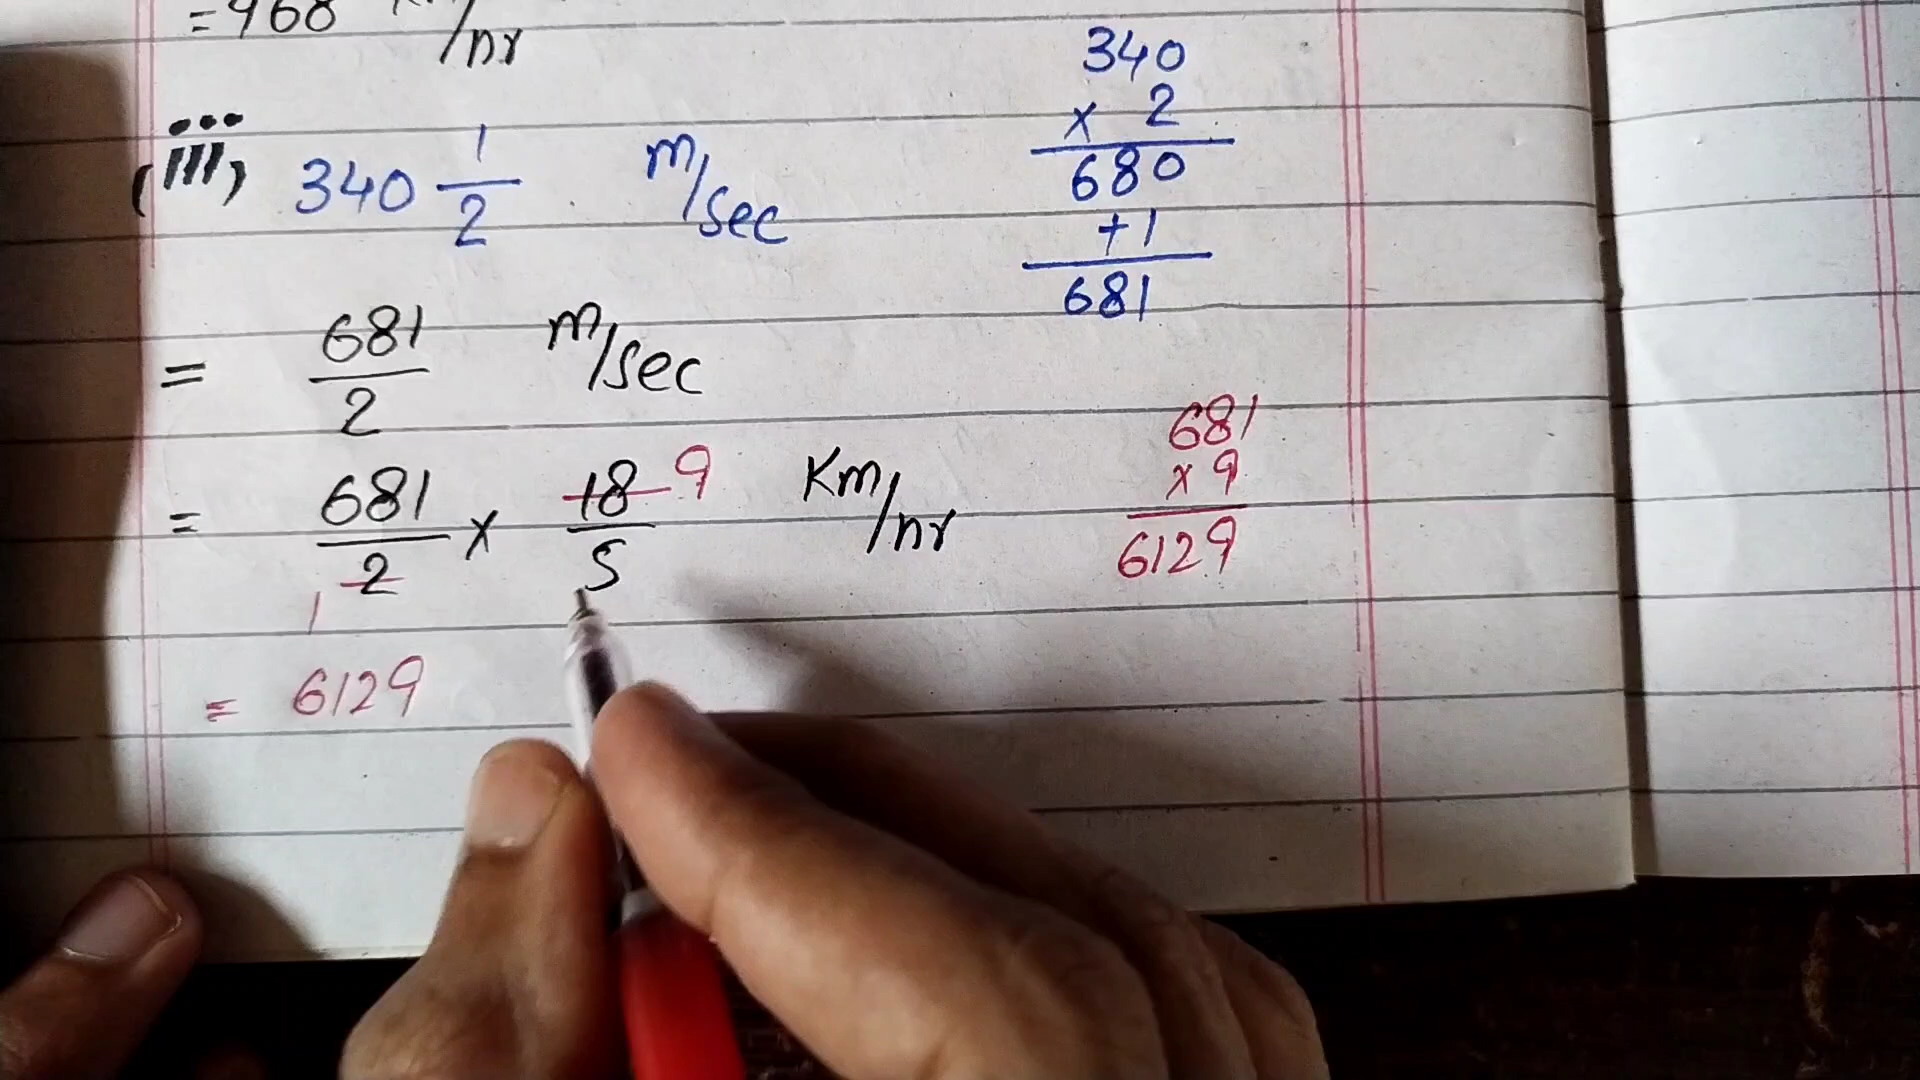 =968 Km/hr
(iii) 340 1/2 m/sec
= 681/2 m/sec
= 681/2 x 18/5 Km/hr
1 9
= 6129
340
x 2
680
+1
681
681
x 9
6129